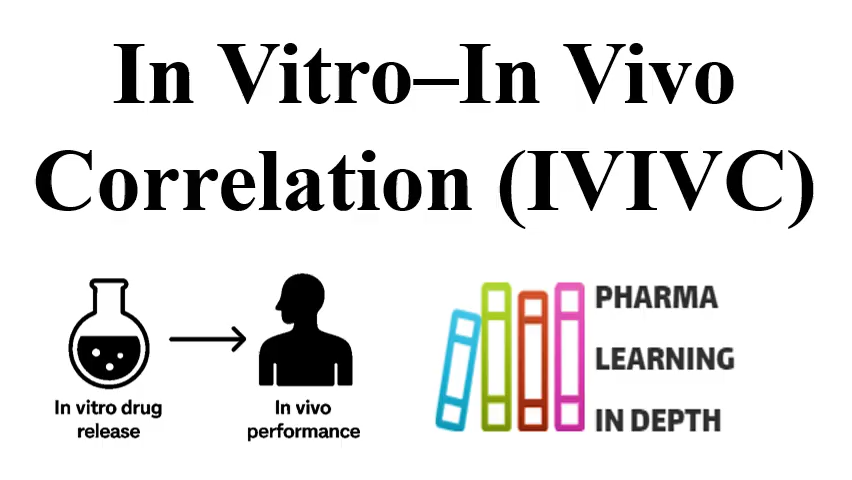 In Vitro–In Vivo
Correlation (IVIVC)
In vitro drug
release
In vivo
performance
PHARMA
LEARNING
IN DEPTH